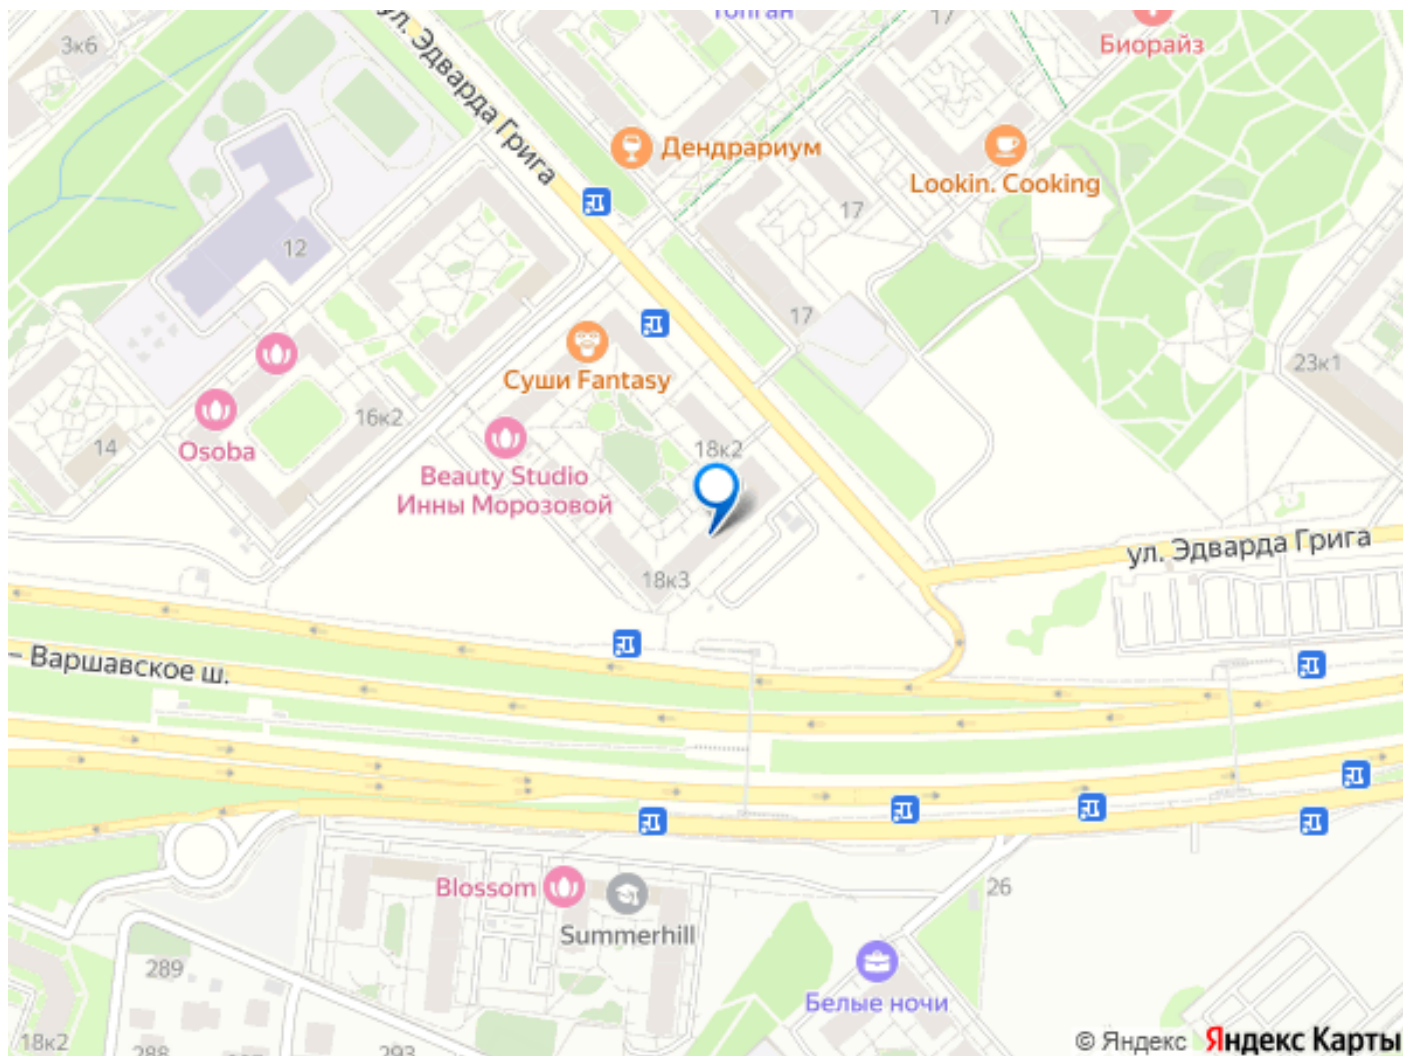 Топган
17
3к6
Биорайз
ул. Эдварда Грига
Дендрариум
Lookin. Cooking
17
12
17
23к1
Суши Fantasy
16к2
14
Osoba
18к2
Beauty Studio
Инны Морозовой
ул. Эдварда Грига
18к3
Варшавское ш.
Blossom
26
Summerhill
289
Белые ночи
18к2
288
293
© Яндекс Яндекс Карты